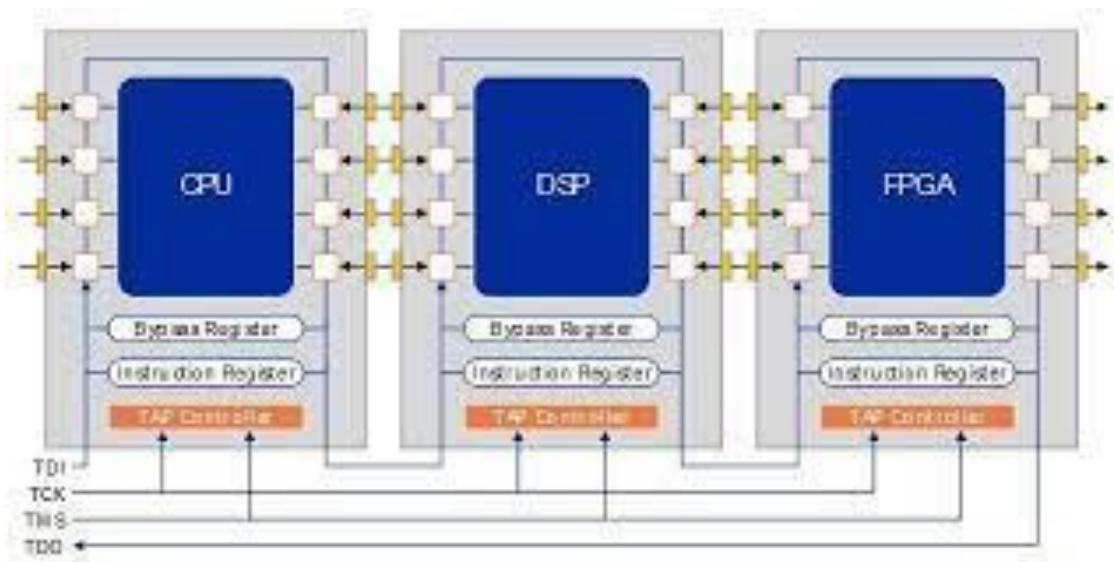 CPU
DSP
FPGA
Bypass Register
Bypass Register
Bypass Register
Instruction Register
Instruction Register
Instruction Register
TAP Controller
TAP Controller
TAP Controller
TDI
TCK
TMS
TDO